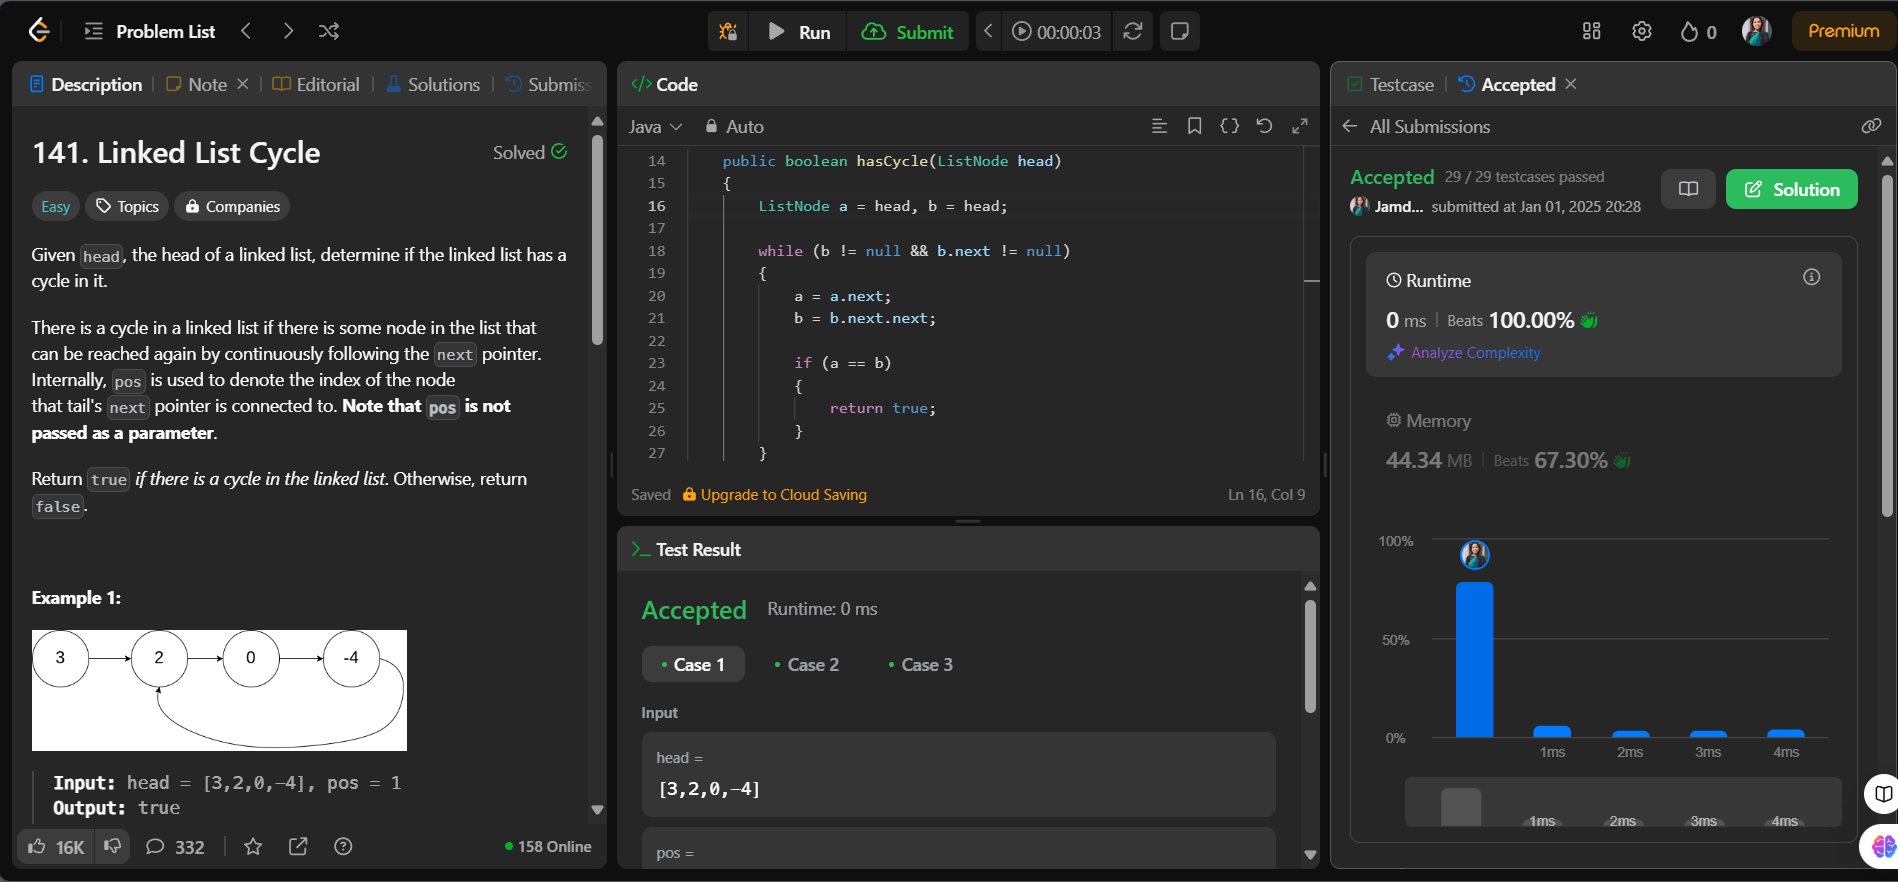 Problem List
Run
Submit
00:00:03
0
Premium
Description
Note
Editorial
Solutions
Submiss
141. Linked List Cycle
Solved
Easy
Topics
Companies
Given head, the head of a linked list, determine if the linked list has a
cycle in it.
There is a cycle in a linked list if there is some node in the list that
can be reached again by continuously following the next pointer.
Internally, pos is used to denote the index of the node
that tail's next pointer is connected to. Note that pos is not
passed as a parameter.
Return true if there is a cycle in the linked list. Otherwise, return
false.
Example 1:
3
2
0
-4
Input: head = [3,2,0,-4], pos = 1
Output: true
16K
332
158 Online
</> Code
Java
Auto
14 public boolean hasCycle(ListNode head)
15 {
16 ListNode a = head, b = head;
17
18 while (b != null && b.next != null)
19 {
20 a = a.next;
21 b = b.next.next;
22
23 if (a == b)
24 {
25 return true;
26 }
27 }
Saved
Upgrade to Cloud Saving
Ln 16, Col 9
Test Result
Accepted
Runtime: 0 ms
Case 1
Case 2
Case 3
Input
head =
[3,2,0,-4]
pos =
Testcase
Accepted
All Submissions
Accepted 29 / 29 testcases passed
Jamd... submitted at Jan 01, 2025 20:28
Solution
Runtime
0 ms | Beats 100.00%
Analyze Complexity
Memory
44.34 MB | Beats 67.30%
100%
50%
0%
1ms
2ms
3ms
4ms
1ms
2ms
3ms
4ms